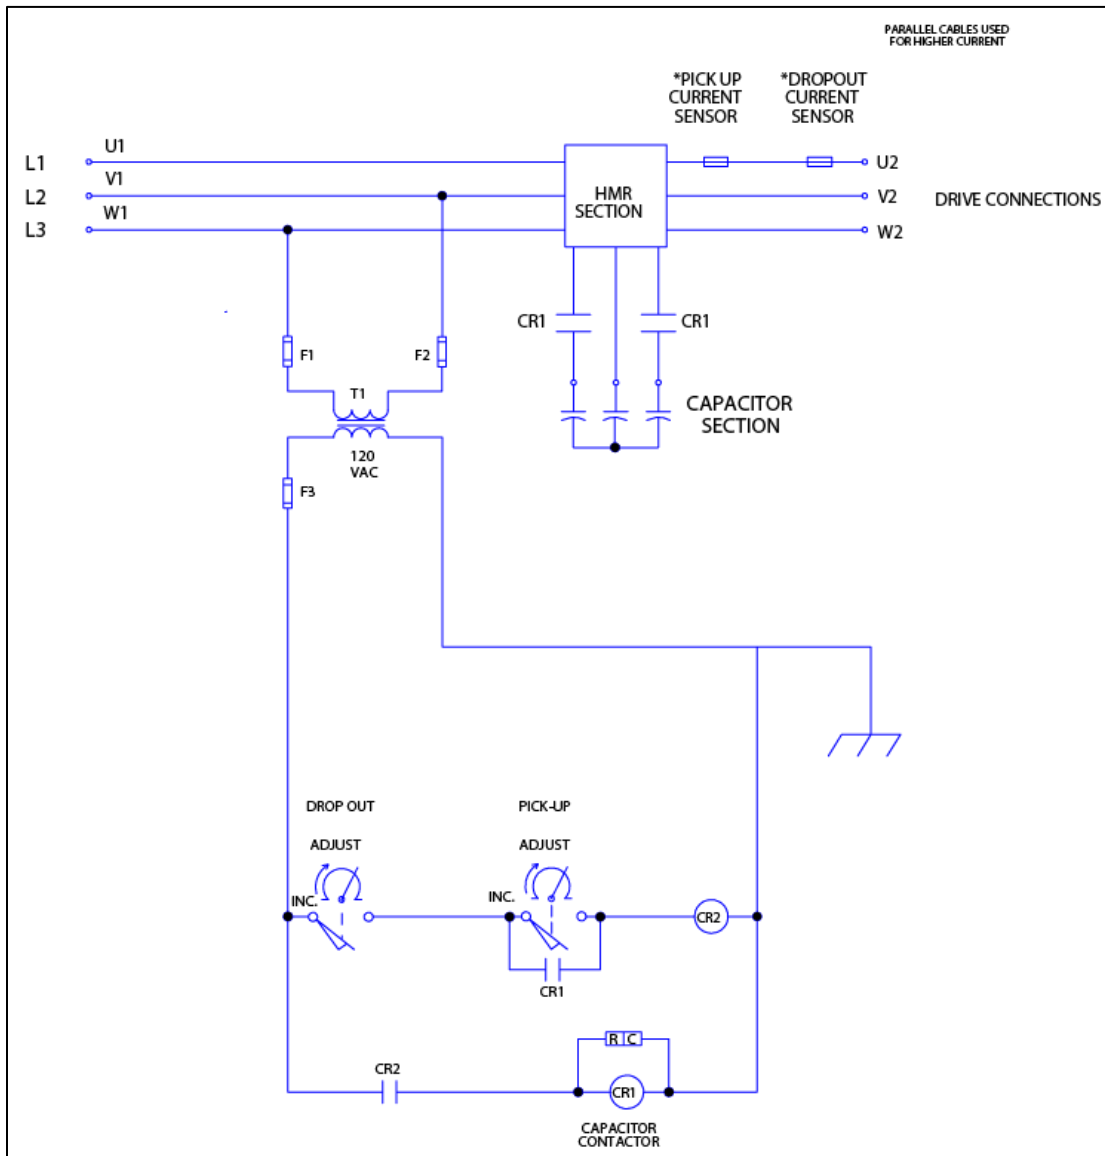 PARALLEL CABLES USED
FOR HIGHER CURRENT
*PICK UP
CURRENT
SENSOR
*DROPOUT
CURRENT
SENSOR
L1
U1
U2
L2
V1
HMR
SECTION
V2
DRIVE CONNECTIONS
L3
W1
W2
CR1
CR1
F1
F2
T1
CAPACITOR
SECTION
120
VAC
F3
DROP OUT
PICK-UP
ADJUST
ADJUST
INC.
INC.
CR2
CR1
R C
CR2
CR1
CAPACITOR
CONTACTOR